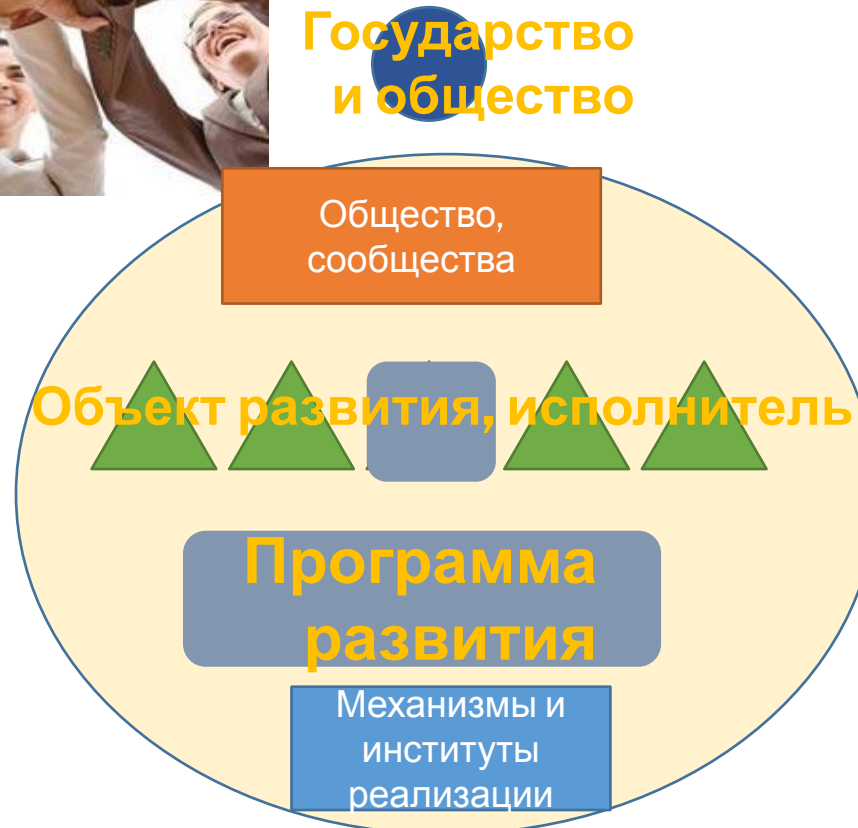 Государство
и общество
Общество,
сообщества
Объект развития, исполнитель
Программа
развития
Механизмы и
институты
реализации